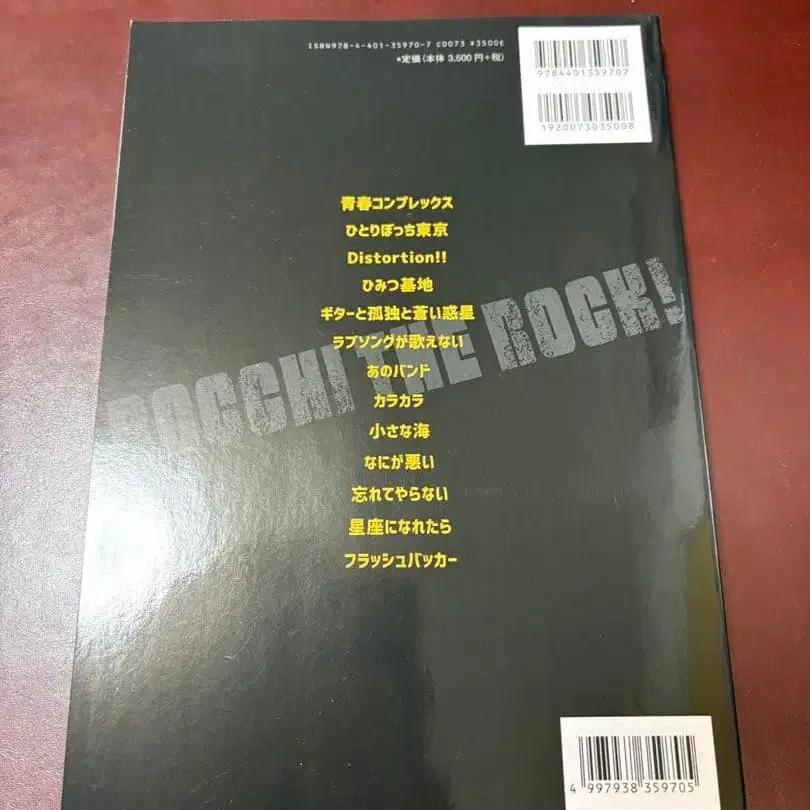 ISBN978-4-401-35970-7 C0073 ¥3500E
●定価(本体 3,500円+税)
9784401359707
1920073035008
青春コンプレックス
ひとりぼっち東京
Distortion!!
ひみつ基地
ギターと孤独と蒼い惑星
ラブソングが歌えない
あのバンド
カラカラ
小さな海
なにが悪い
忘れてやらない
星座になれたら
フラッシュバッカー
BOCCHI THE ROCK!
4 997938 359705